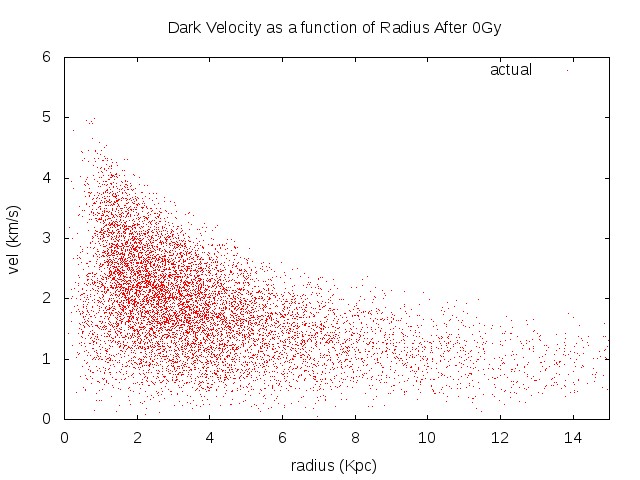 Dark Velocity as a function of Radius After 0Gy
actual
6
5
4
3
2
1
0
vel (km/s)
0 2 4 6 8 10 12 14
radius (Kpc)